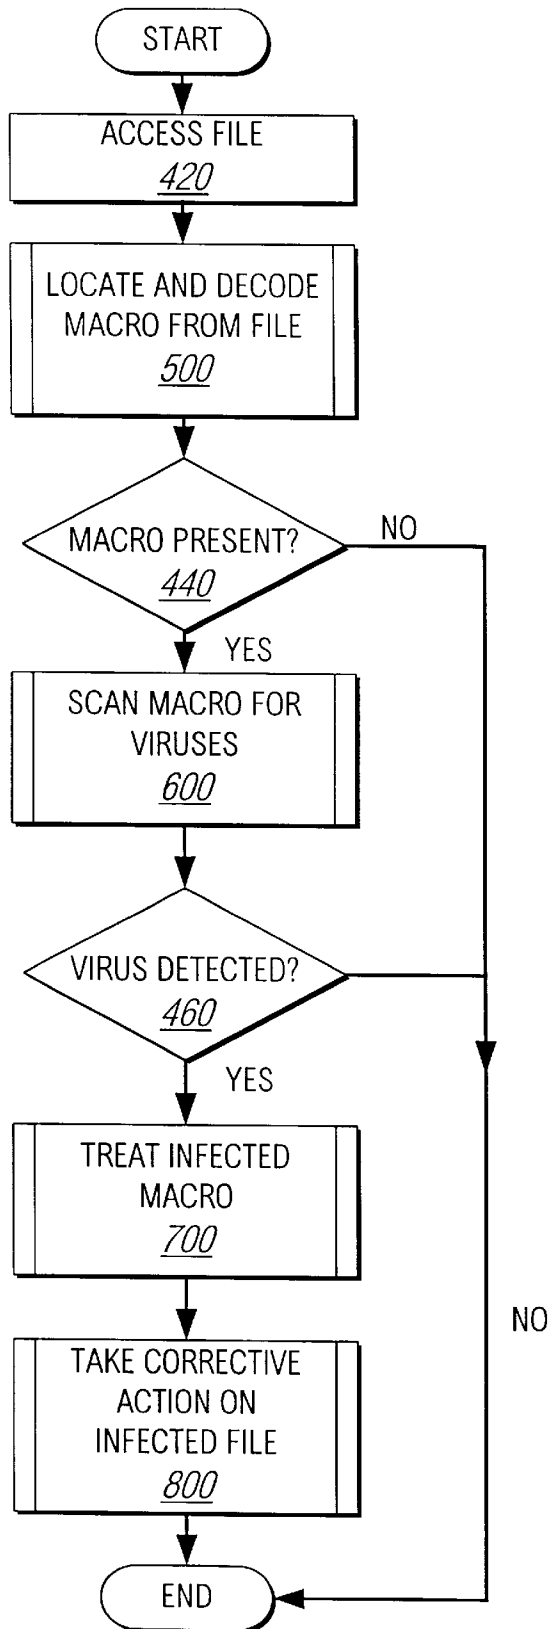 START
ACCESS FILE
420
LOCATE AND DECODE
MACRO FROM FILE
500
MACRO PRESENT?
440
NO
YES
SCAN MACRO FOR
VIRUSES
600
VIRUS DETECTED?
460
YES
TREAT INFECTED
MACRO
700
NO
TAKE CORRECTIVE
ACTION ON
INFECTED FILE
800
END